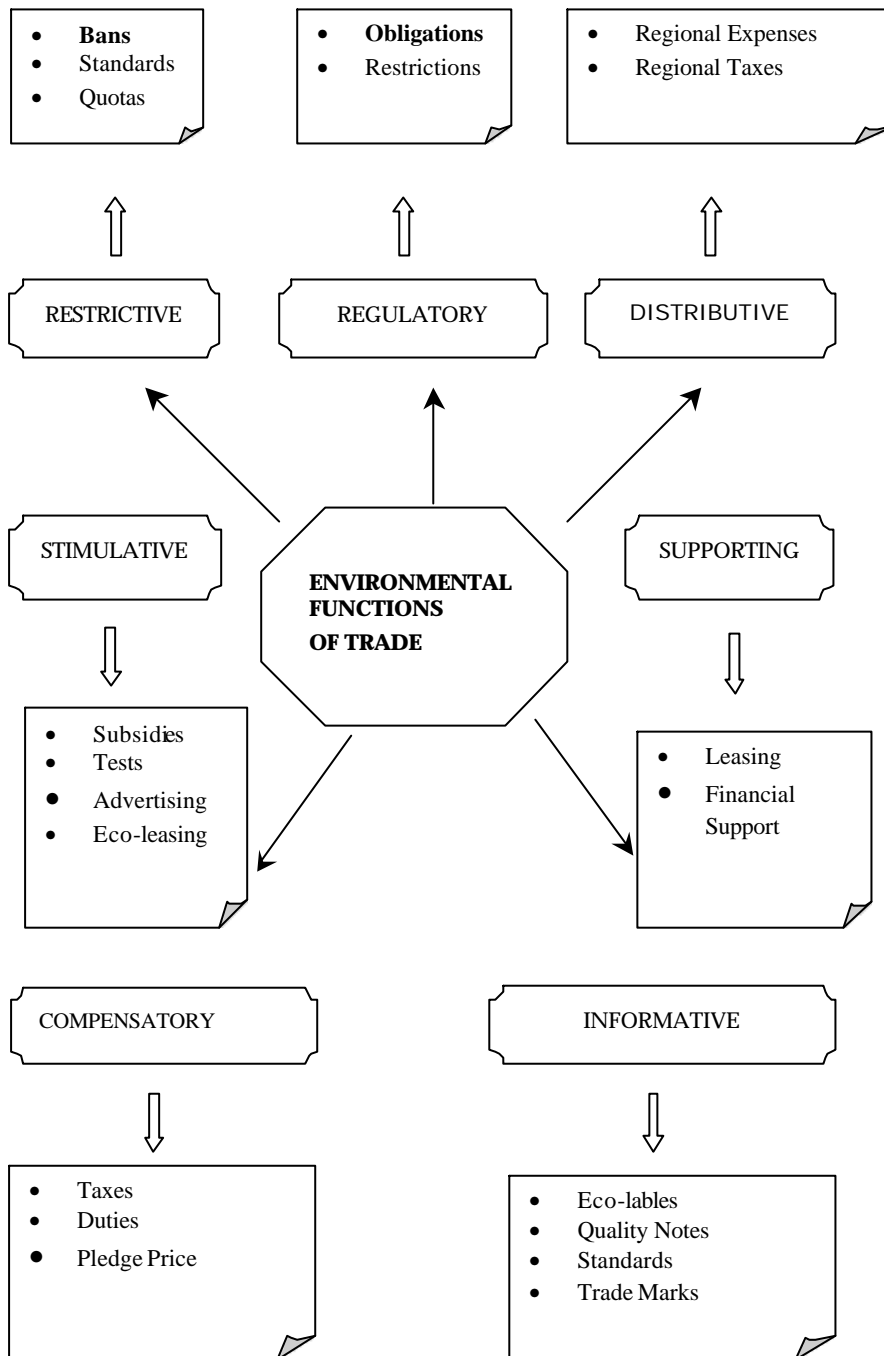 Bans
Standards
Quotas
Obligations
Restrictions
Regional Expenses
Regional Taxes
RESTRICTIVE
REGULATORY
DISTRIBUTIVE
STIMULATIVE
ENVIRONMENTAL
FUNCTIONS
OF TRADE
SUPPORTING
Subsidies
Tests
Advertising
Eco-leasing
Leasing
Financial
Support
COMPENSATORY
INFORMATIVE
Taxes
Duties
Pledge Price
Eco-lables
Quality Notes
Standards
Trade Marks